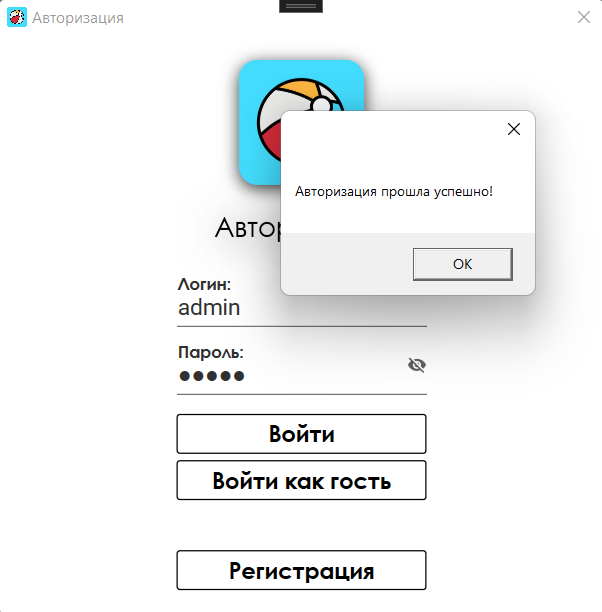 Авторизация
Авторизация прошла успешно!
OK
Логин:
admin
Пароль:
●●●●●
Войти
Войти как гость
Регистрация